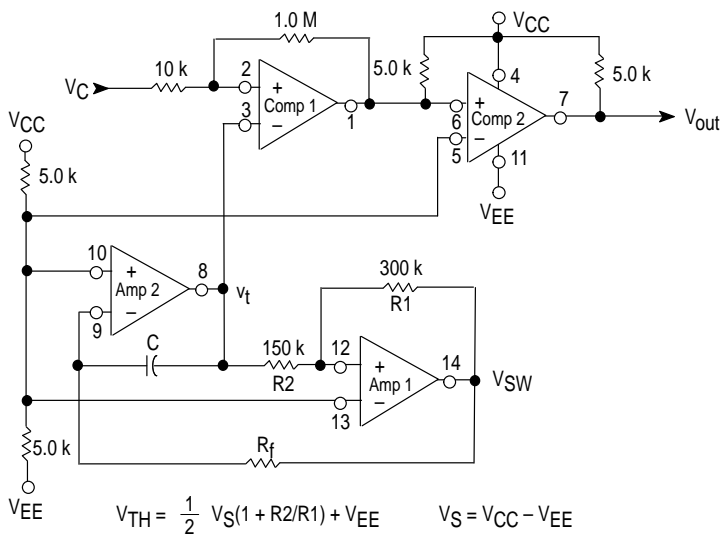 1.0 M
V_CC
V_C
10 k
2
+
Comp 1
3
−
1
5.0 k
4
5.0 k
6
+
Comp 2
7
5
−
11
V_out
V_EE
V_CC
5.0 k
10
+
Amp 2
8
9
−
v_t
300 k
R1
C
150 k
R2
12
+
Amp 1
14
13
−
V_SW
R_f
5.0 k
V_EE
V_TH = 1/2 V_S(1 + R2/R1) + V_EE
V_S = V_CC − V_EE